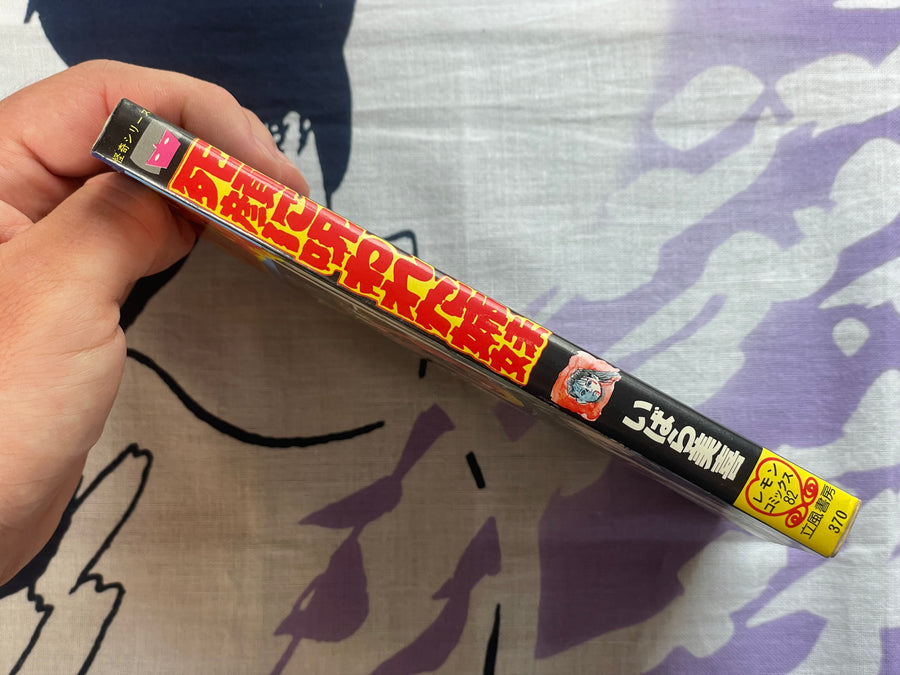 怪奇シリーズ
死顔に呪われた姉妹
いばら美喜
レモン
コミックス
82
立風書房
370